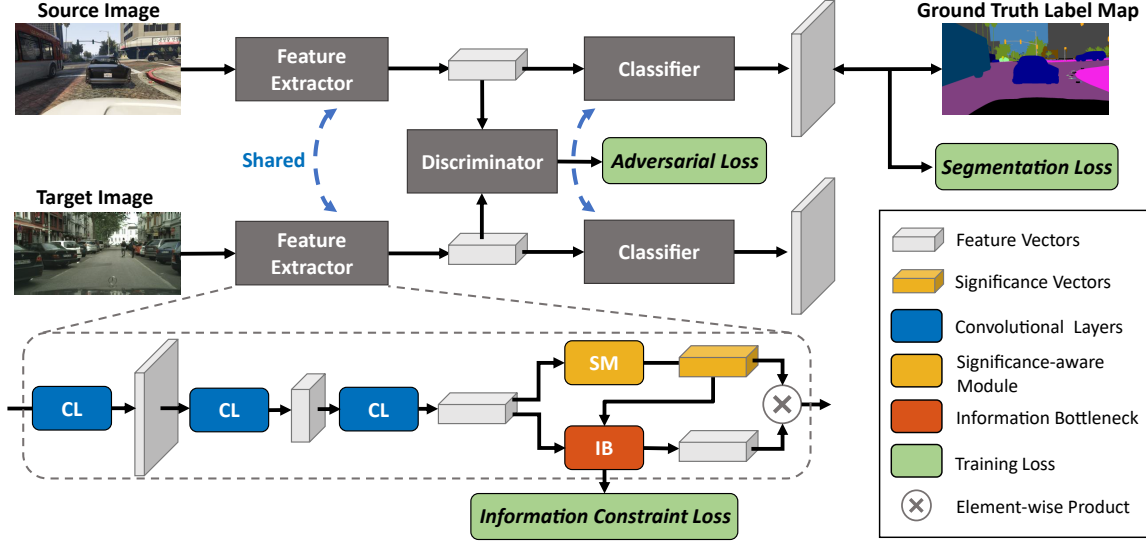 Source Image
Ground Truth Label Map
Feature
Extractor
Classifier
Shared
Discriminator
Adversarial Loss
Segmentation Loss
Target Image
Feature
Extractor
Classifier
Feature Vectors
Significance Vectors
Convolutional Layers
Significance-aware
Module
Information Bottleneck
Training Loss
Element-wise Product
CL
CL
CL
SM
IB
Information Constraint Loss